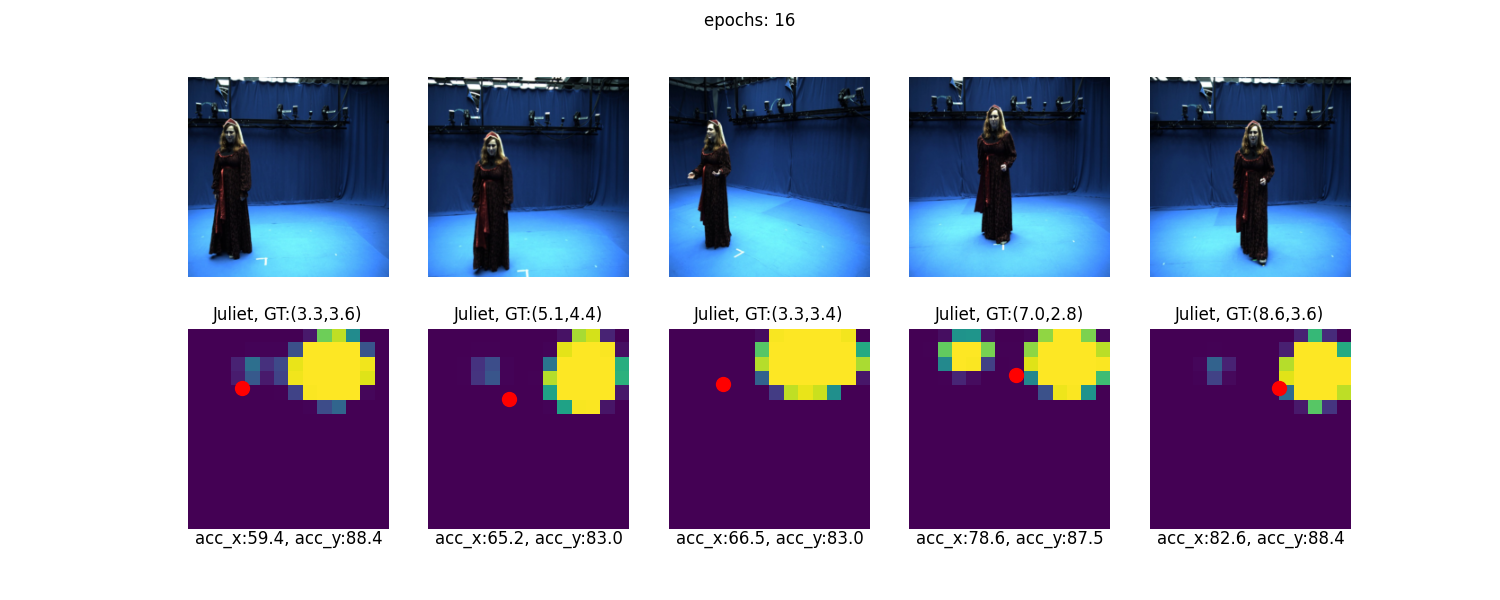 epochs: 16
Juliet, GT:(3.3,3.6)
Juliet, GT:(5.1,4.4)
Juliet, GT:(3.3,3.4)
Juliet, GT:(7.0,2.8)
Juliet, GT:(8.6,3.6)
acc_x:59.4, acc_y:88.4
acc_x:65.2, acc_y:83.0
acc_x:66.5, acc_y:83.0
acc_x:78.6, acc_y:87.5
acc_x:82.6, acc_y:88.4